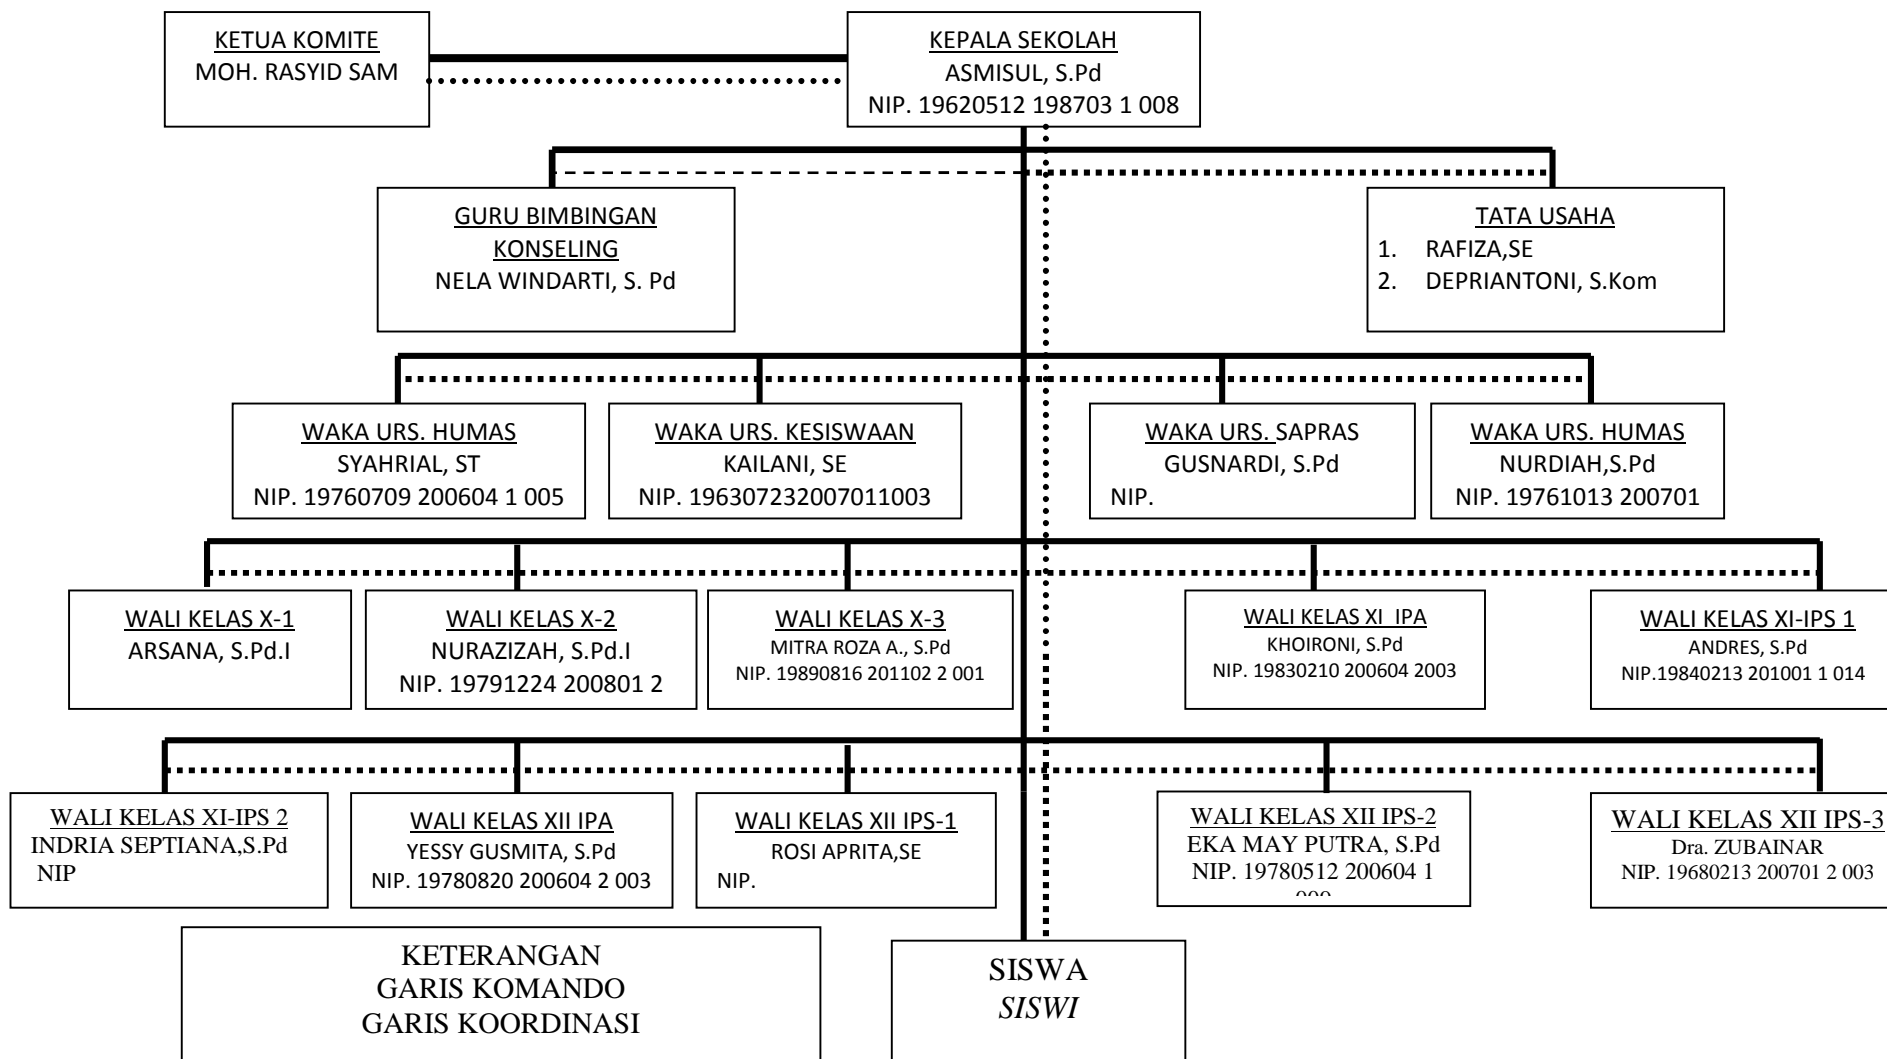 KETUA KOMITE
MOH. RASYID SAM
KEPALA SEKOLAH
ASMISUL, S.Pd
NIP. 19620512 198703 1 008
GURU BIMBINGAN
KONSELING
NELA WINDARTI, S. Pd
TATA USAHA
1. RAFIZA,SE
2. DEPRIANTONI, S.Kom
WAKA URS. HUMAS
SYAHRIAL, ST
NIP. 19760709 200604 1 005
WAKA URS. KESISWAAN
KAILANI, SE
NIP. 196307232007011003
WAKA URS. SAPRAS
GUSNARDI, S.Pd
NIP.
WAKA URS. HUMAS
NURDIAH,S.Pd
NIP. 19761013 200701
WALI KELAS X-1
ARSANA, S.Pd.I
WALI KELAS X-2
NURAZIZAH, S.Pd.I
NIP. 19791224 200801 2
WALI KELAS X-3
MITRA ROZA A., S.Pd
NIP. 19890816 201102 2 001
WALI KELAS XI IPA
KHOIRONI, S.Pd
NIP. 19830210 200604 2003
WALI KELAS XI-IPS 1
ANDRES, S.Pd
NIP.19840213 201001 1 014
WALI KELAS XI-IPS 2
INDRIA SEPTIANA,S.Pd
NIP
WALI KELAS XII IPA
YESSY GUSMITA, S.Pd
NIP. 19780820 200604 2 003
WALI KELAS XII IPS-1
ROSI APRITA,SE
NIP.
WALI KELAS XII IPS-2
EKA MAY PUTRA, S.Pd
NIP. 19780512 200604 1
WALI KELAS XII IPS-3
Dra. ZUBAINAR
NIP. 19680213 200701 2 003
KETERANGAN
GARIS KOMANDO
GARIS KOORDINASI
SISWA
SISWI